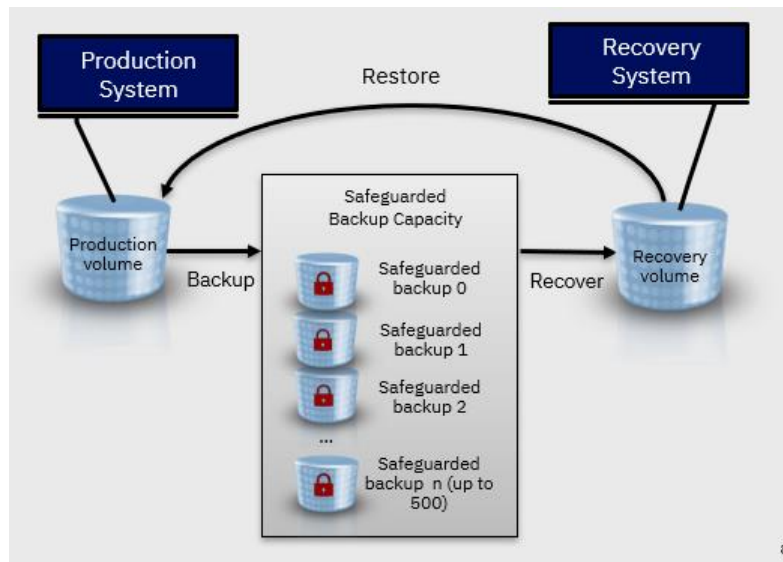 Production
System
Recovery
System
Restore
Safeguarded
Backup Capacity
Production
volume
Backup
Safeguarded
backup 0
Safeguarded
backup 1
Safeguarded
backup 2
...
Safeguarded
backup n (up to
500)
Recover
Recovery
volume